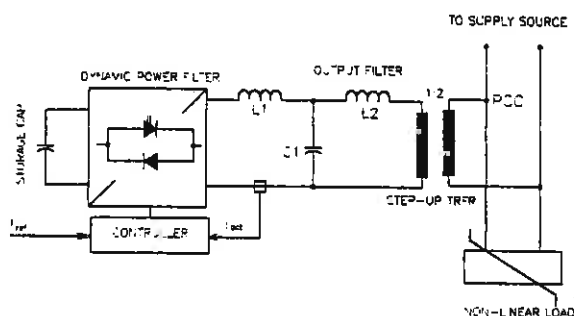 TO SUPPLY SOURCE
DYNAMIC POWER FILTER
OUTPUT FILTER
L1
L2
1:2
PCC
STORAGE CAP
C1
STEP-UP TRFR
I ref
I act
CONTROLLER
NON-LINEAR LOAD